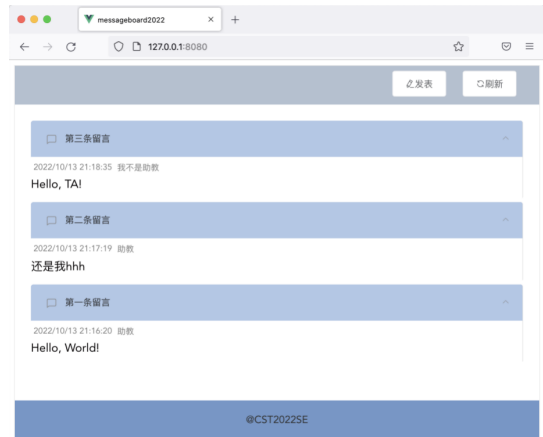 messageboard2022
127.0.0.1:8080
发表 刷新
第三条留言
2022/10/13 21:18:35 我不是助教
Hello, TA!
第二条留言
2022/10/13 21:17:19 助教
还是我hhh
第一条留言
2022/10/13 21:16:20 助教
Hello, World!
@CST2022SE